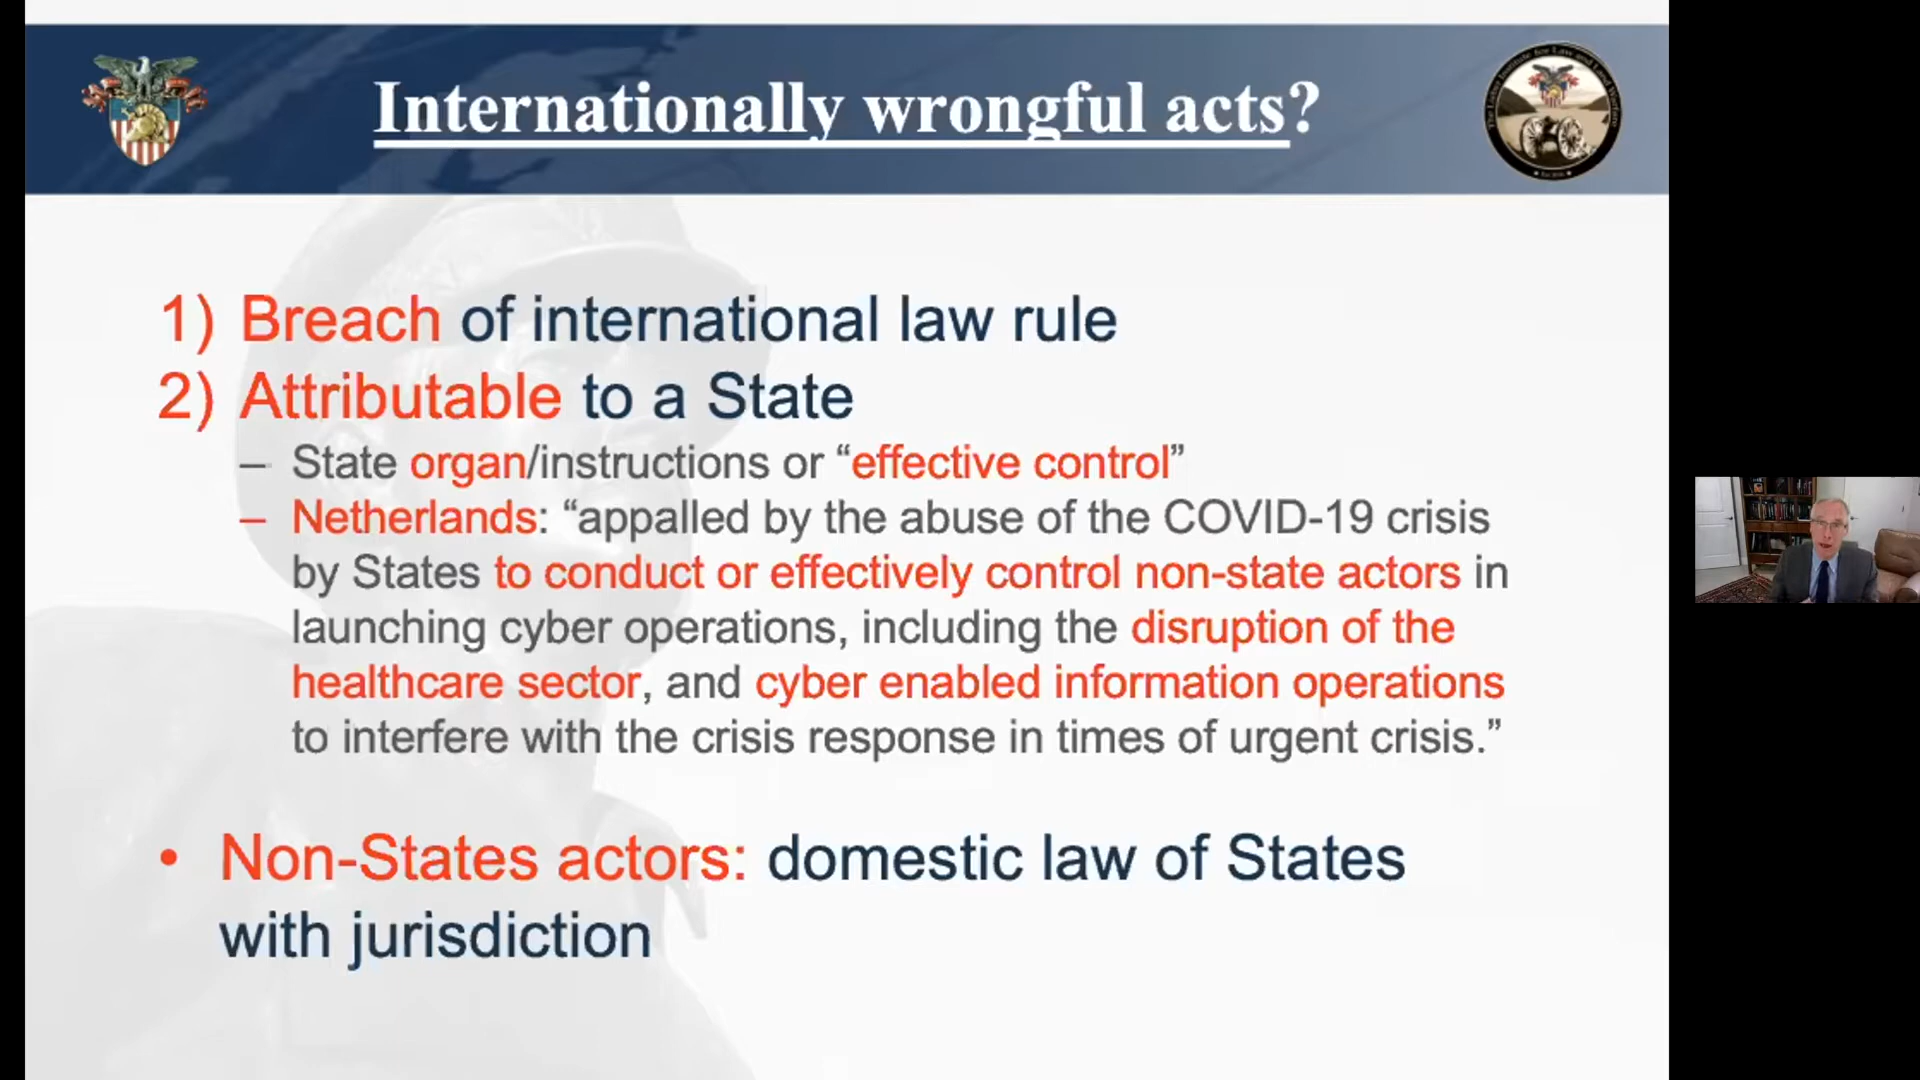 Internationally wrongful acts?
1) Breach of international law rule
2) Attributable to a State
– State organ/instructions or “effective control”
– Netherlands: “appalled by the abuse of the COVID-19 crisis
by States to conduct or effectively control non-state actors in
launching cyber operations, including the disruption of the
healthcare sector, and cyber enabled information operations
to interfere with the crisis response in times of urgent crisis.”
• Non-States actors: domestic law of States
with jurisdiction